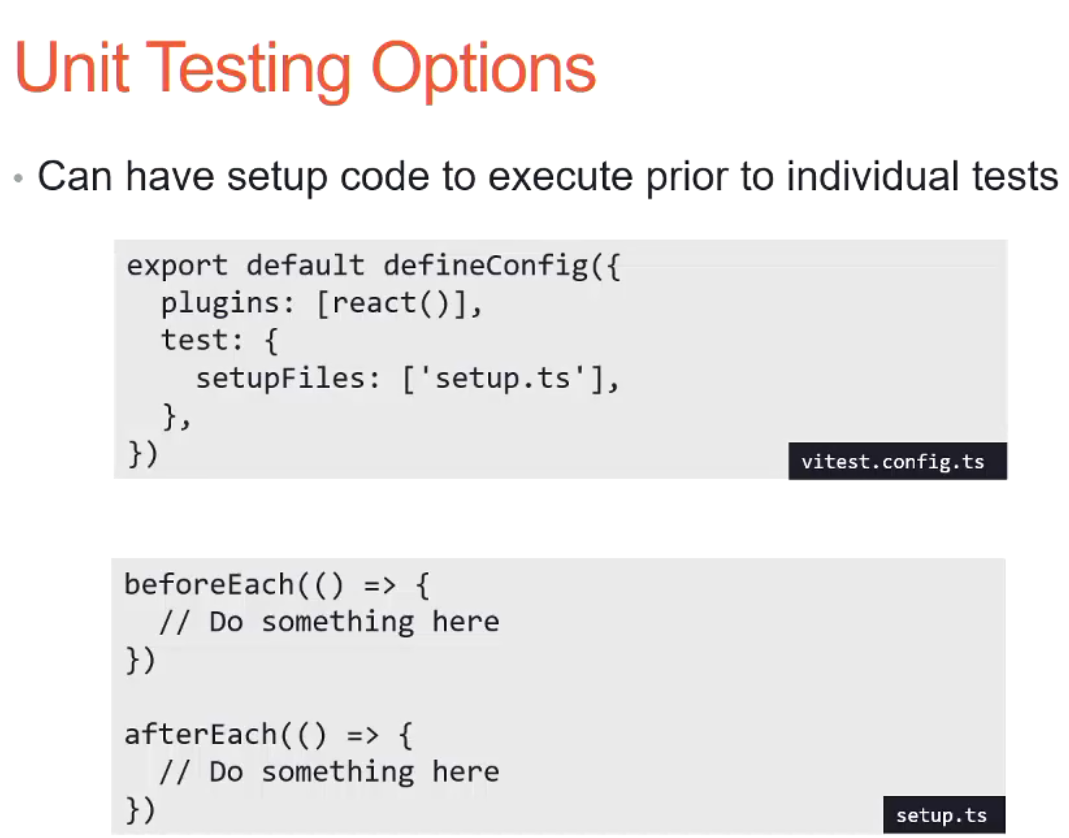 Unit Testing Options
• Can have setup code to execute prior to individual tests
export default defineConfig({
  plugins: [react()],
  test: {
    setupFiles: ['setup.ts'],
  },
})
vitest.config.ts
beforeEach(() => {
  // Do something here
})
afterEach(() => {
  // Do something here
})
setup.ts